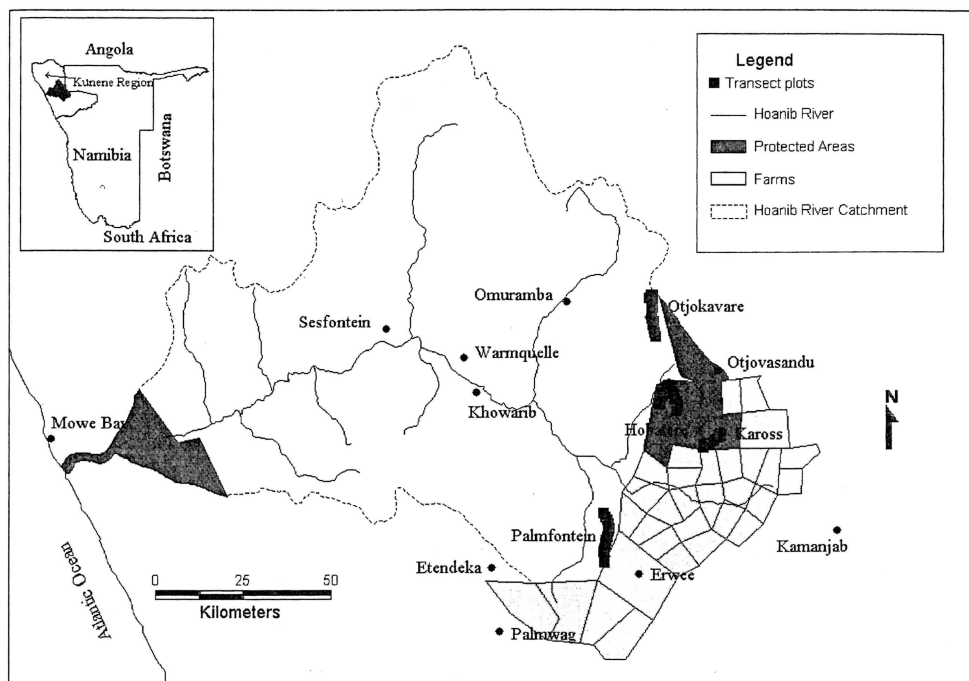 Angola
Kunene Region
Namibia
Botswana
South Africa
Legend
Transect plots
Hoanib River
Protected Areas
Farms
Hoanib River Catchment
Omuramba
Otjokavare
Sesfontein
Warmquelle
Otjovasandu
Khowarib
N
Mowe Bay
Hobatere
Kaross
Palmfontein
Kamanjab
Etendeka
Erwee
0 25 50
Kilometers
Palmwag
Atlantic Ocean